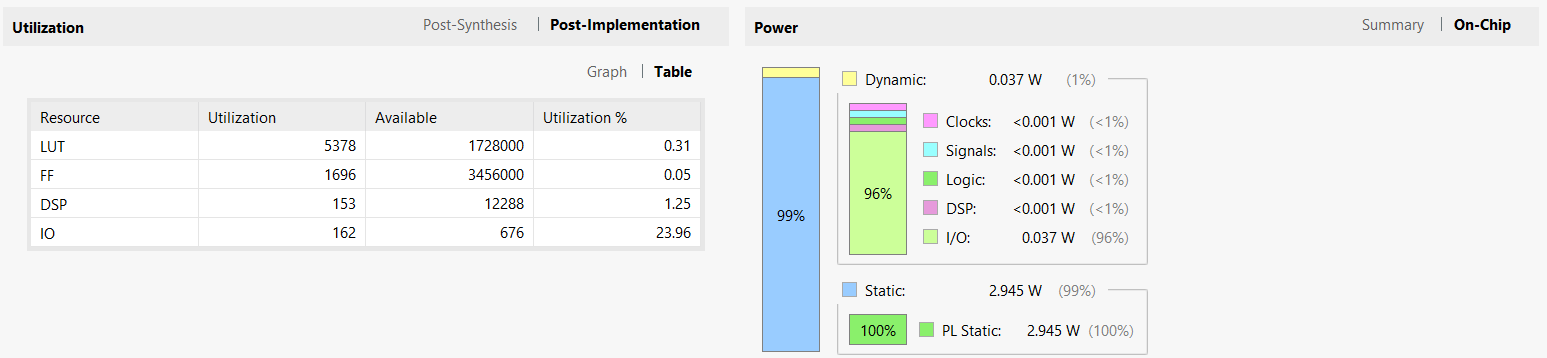 Utilization Post-Synthesis | Post-Implementation
Graph | Table
Resource Utilization Available Utilization %
LUT 5378 1728000 0.31
FF 1696 3456000 0.05
DSP 153 12288 1.25
IO 162 676 23.96
Power Summary | On-Chip
Dynamic: 0.037 W (1%)
Clocks: <0.001 W (<1%)
Signals: <0.001 W (<1%)
Logic: <0.001 W (<1%)
96%
DSP: <0.001 W (<1%)
99%
I/O: 0.037 W (96%)
Static: 2.945 W (99%)
100% PL Static: 2.945 W (100%)